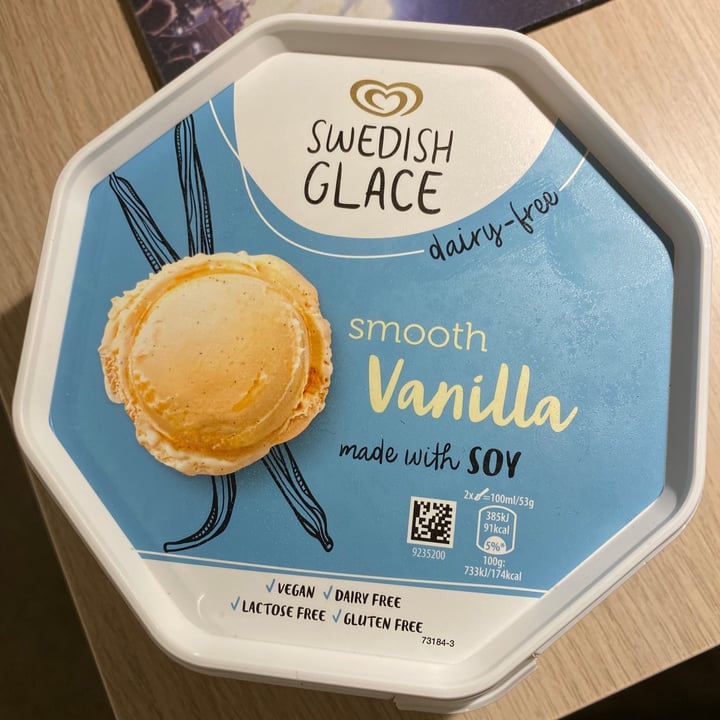 SWEDISH
GLACE
dairy-free
smooth
Vanilla
made with SOY
2x =100ml/53g
385kJ
91kcal
5%*
100g:
733kJ/174kcal
9235200
✓VEGAN ✓DAIRY FREE
✓LACTOSE FREE ✓GLUTEN FREE
73184-3